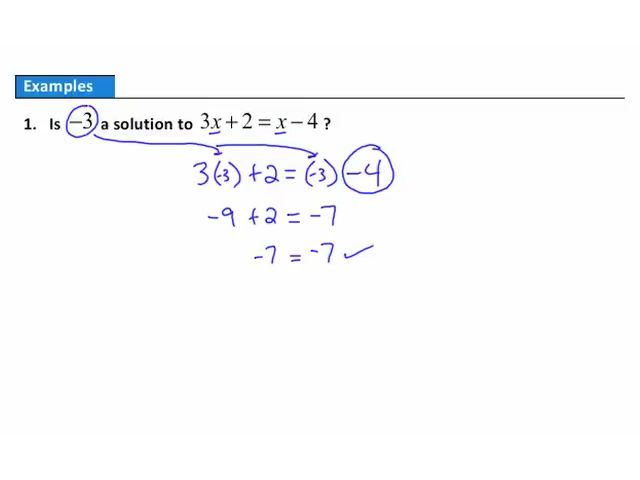 Examples
1. Is −3 a solution to 3x + 2 = x − 4 ?
3(-3) + 2 = (-3) - 4
-9 + 2 = -7
-7 = -7 ✓